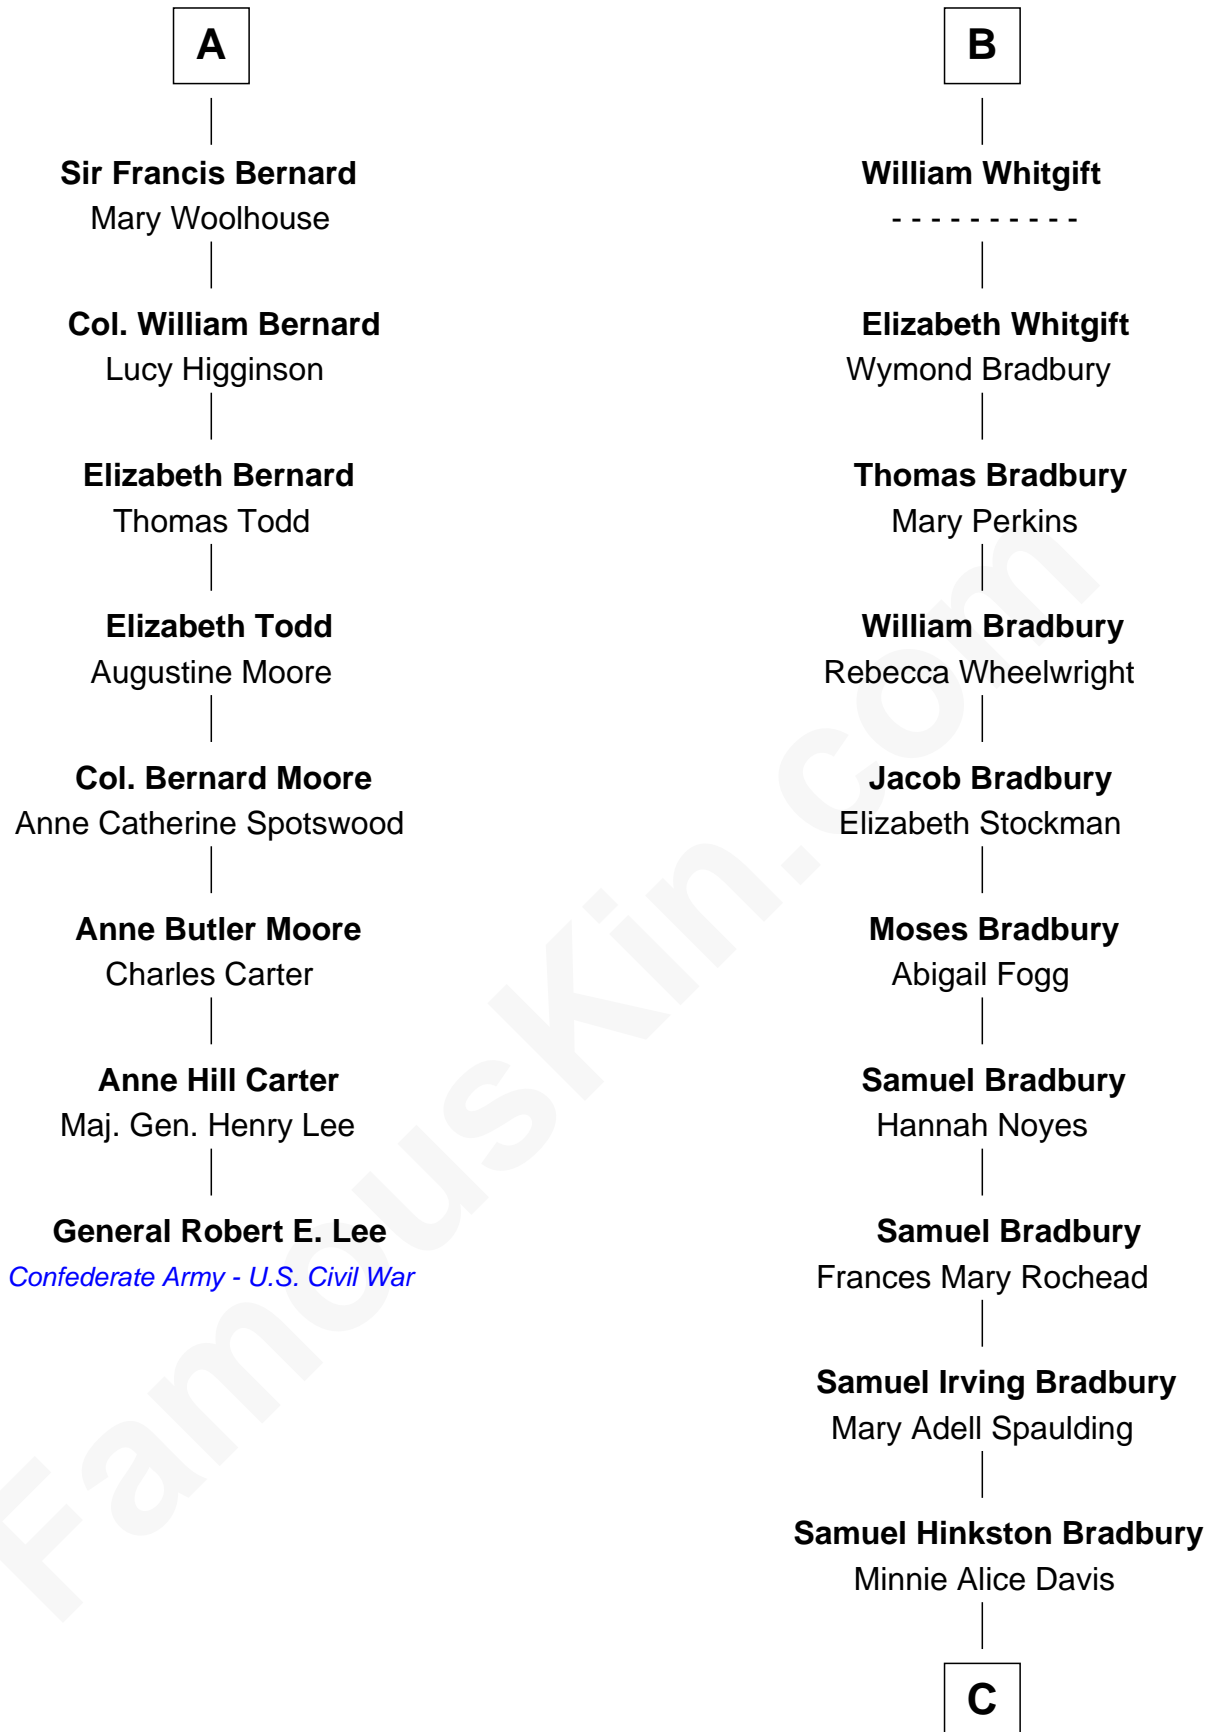 A
Sir Francis Bernard
Mary Woolhouse
Col. William Bernard
Lucy Higginson
Elizabeth Bernard
Thomas Todd
Elizabeth Todd
Augustine Moore
Col. Bernard Moore
Anne Catherine Spotswood
Anne Butler Moore
Charles Carter
Anne Hill Carter
Maj. Gen. Henry Lee
General Robert E. Lee
Confederate Army - U.S. Civil War
B
William Whitgift
- - - - - - - - - -
Elizabeth Whitgift
Wymond Bradbury
Thomas Bradbury
Mary Perkins
William Bradbury
Rebecca Wheelwright
Jacob Bradbury
Elizabeth Stockman
Moses Bradbury
Abigail Fogg
Samuel Bradbury
Hannah Noyes
Samuel Bradbury
Frances Mary Rochead
Samuel Irving Bradbury
Mary Adell Spaulding
Samuel Hinkston Bradbury
Minnie Alice Davis
C
FamousKin.com